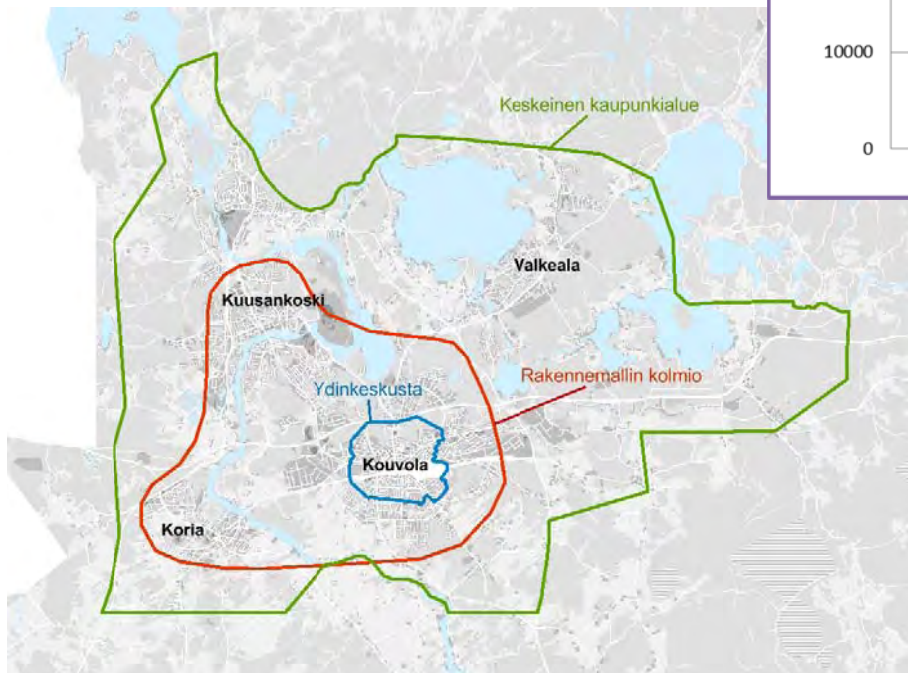 10000
0
Keskeinen kaupunkialue
Valkeala
Kuusankoski
Rakennemallin kolmio
Ydinkeskusta
Kouvola
Koria